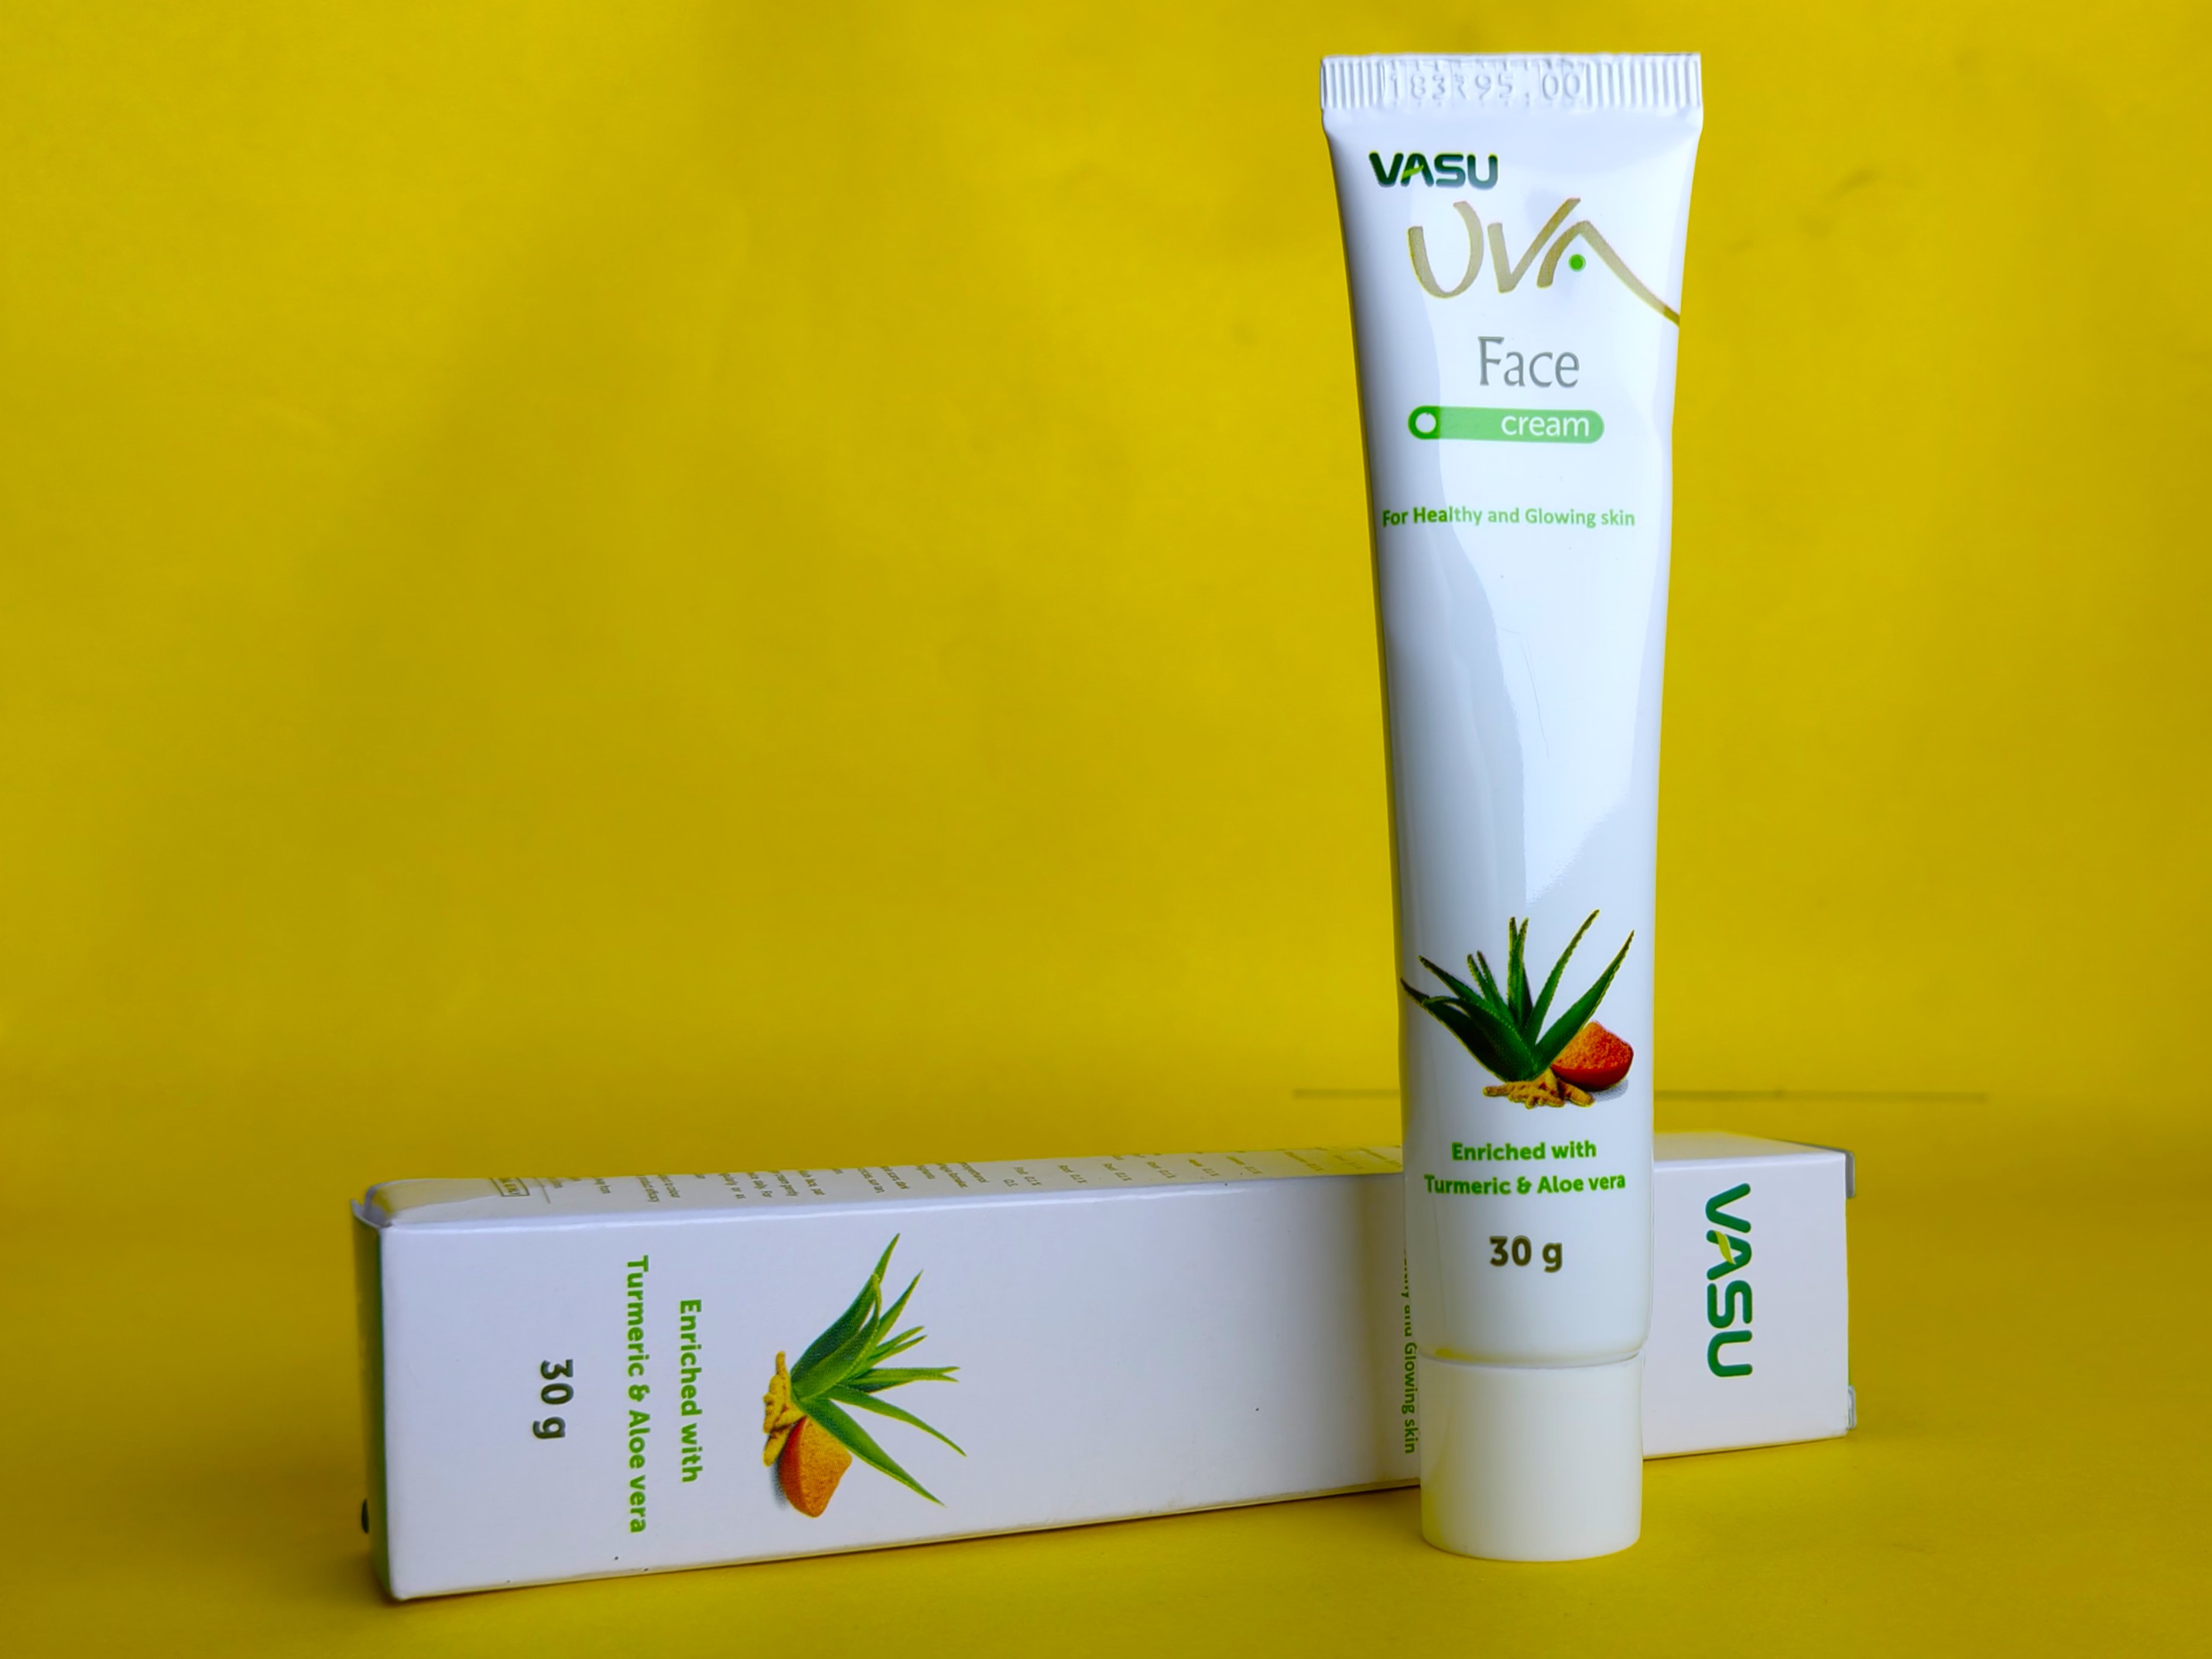 183₹95.00
VASU
UVA
Face
cream
For Healthy and Glowing skin
Enriched with
Turmeric & Aloe vera
30 g
VASU
and Glowing skin
Enriched with
Turmeric & Aloe vera
30 g